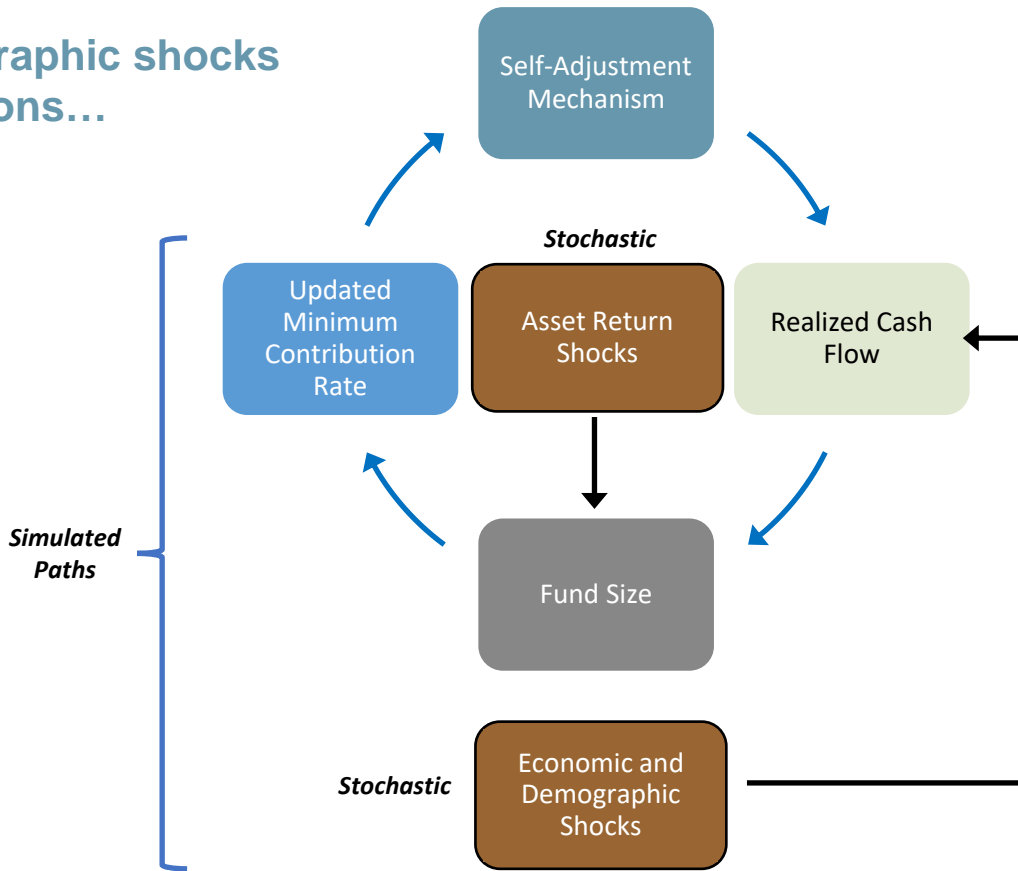 raphic shocks
ons…
Self-Adjustment
Mechanism
Stochastic
Updated
Minimum
Contribution
Rate
Asset Return
Shocks
Realized Cash
Flow
Simulated
Paths
Fund Size
Stochastic
Economic and
Demographic
Shocks